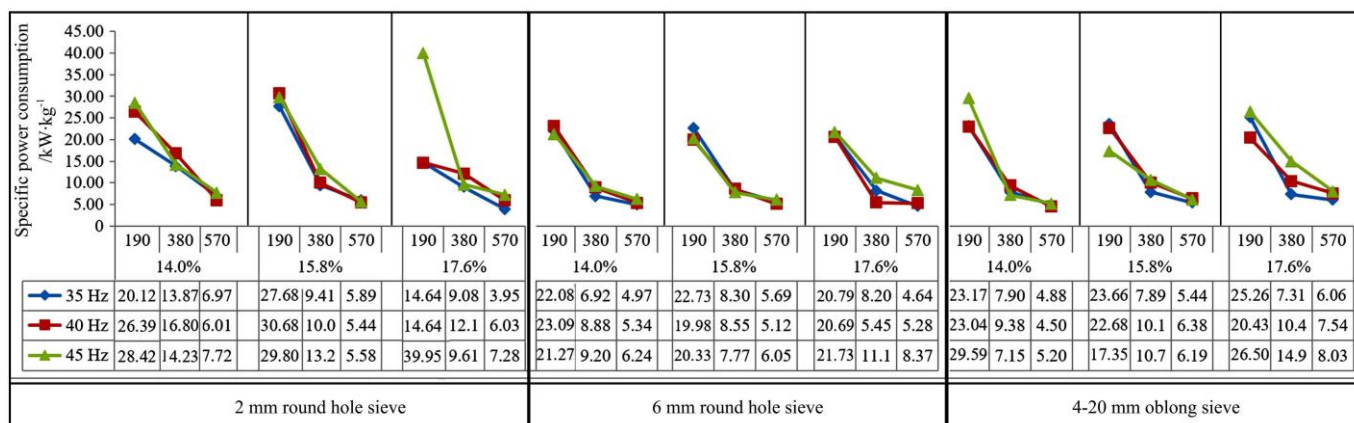 Specific power consumption
/kW·kg-1
45.00
40.00
35.00
30.00
25.00
20.00
15.00
10.00
5.00
0
190 380 570 190 380 570 190 380 570 190 380 570 190 380 570 190 380 570 190 380 570 190 380 570 190 380 570
14.0% 15.8% 17.6% 14.0% 15.8% 17.6% 14.0% 15.8% 17.6%
35 Hz 20.12 13.87 6.97 27.68 9.41 5.89 14.64 9.08 3.95 22.08 6.92 4.97 22.73 8.30 5.69 20.79 8.20 4.64 23.17 7.90 4.88 23.66 7.89 5.44 25.26 7.31 6.06
40 Hz 26.39 16.80 6.01 30.68 10.0 5.44 14.64 12.1 6.03 23.09 8.88 5.34 19.98 8.55 5.12 20.69 5.45 5.28 23.04 9.38 4.50 22.68 10.1 6.38 20.43 10.4 7.54
45 Hz 28.42 14.23 7.72 29.80 13.2 5.58 39.95 9.61 7.28 21.27 9.20 6.24 20.33 7.77 6.05 21.73 11.1 8.37 29.59 7.15 5.20 17.35 10.7 6.19 26.50 14.9 8.03
2 mm round hole sieve 6 mm round hole sieve 4-20 mm oblong sieve